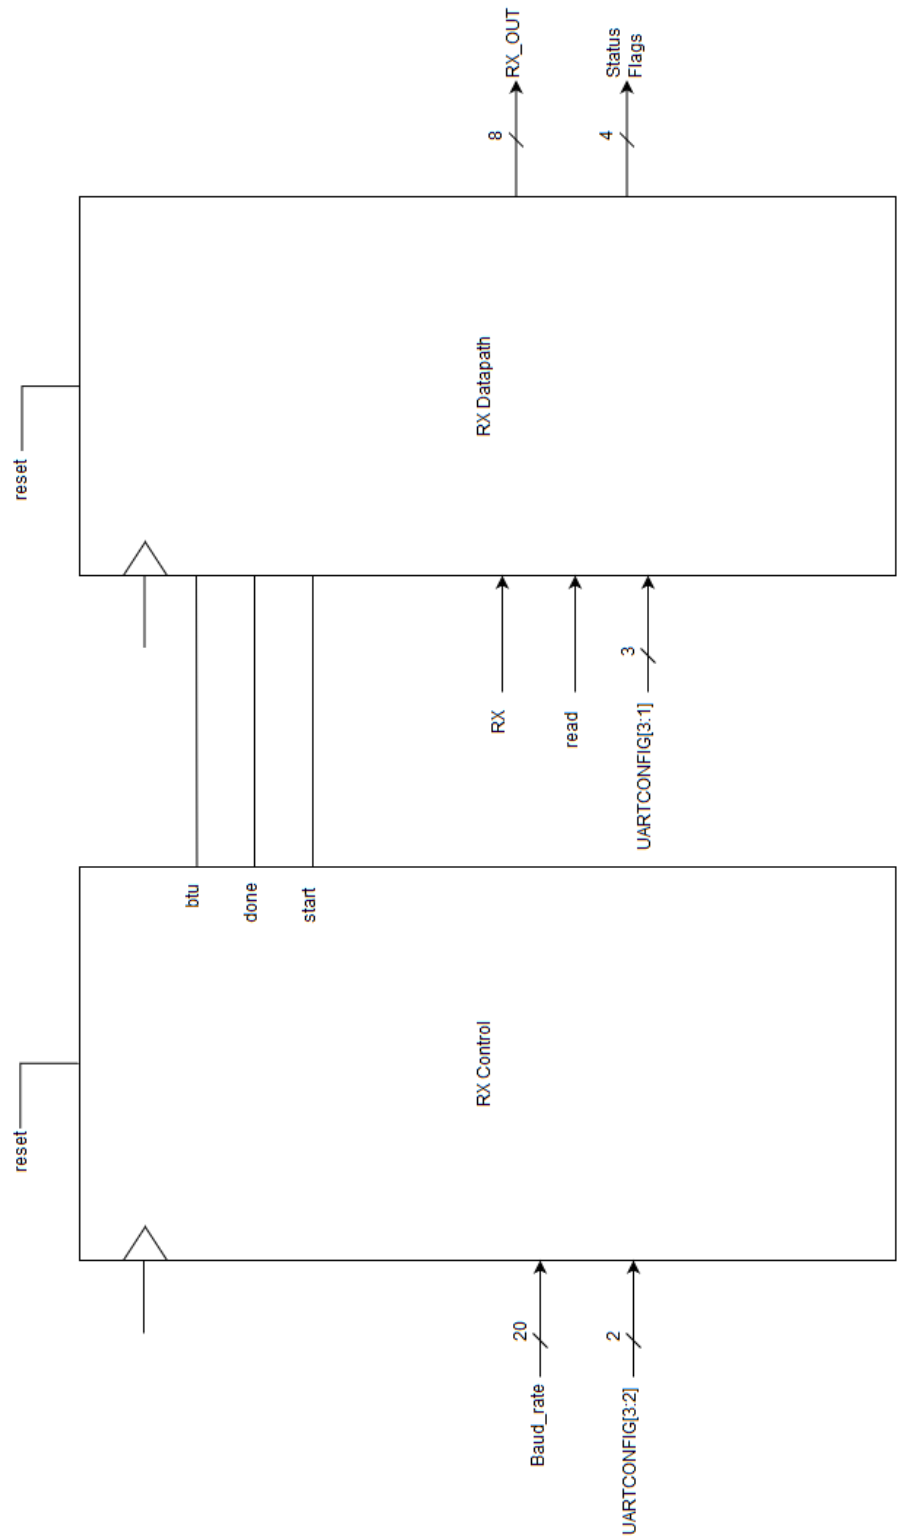 reset
reset
btu
done
start
RX Control
RX Datapath
Baud_rate
20
UARTCONFIG[3:2]
2
RX
read
UARTCONFIG[3:1]
3
8
RX_OUT
4
Status
Flags